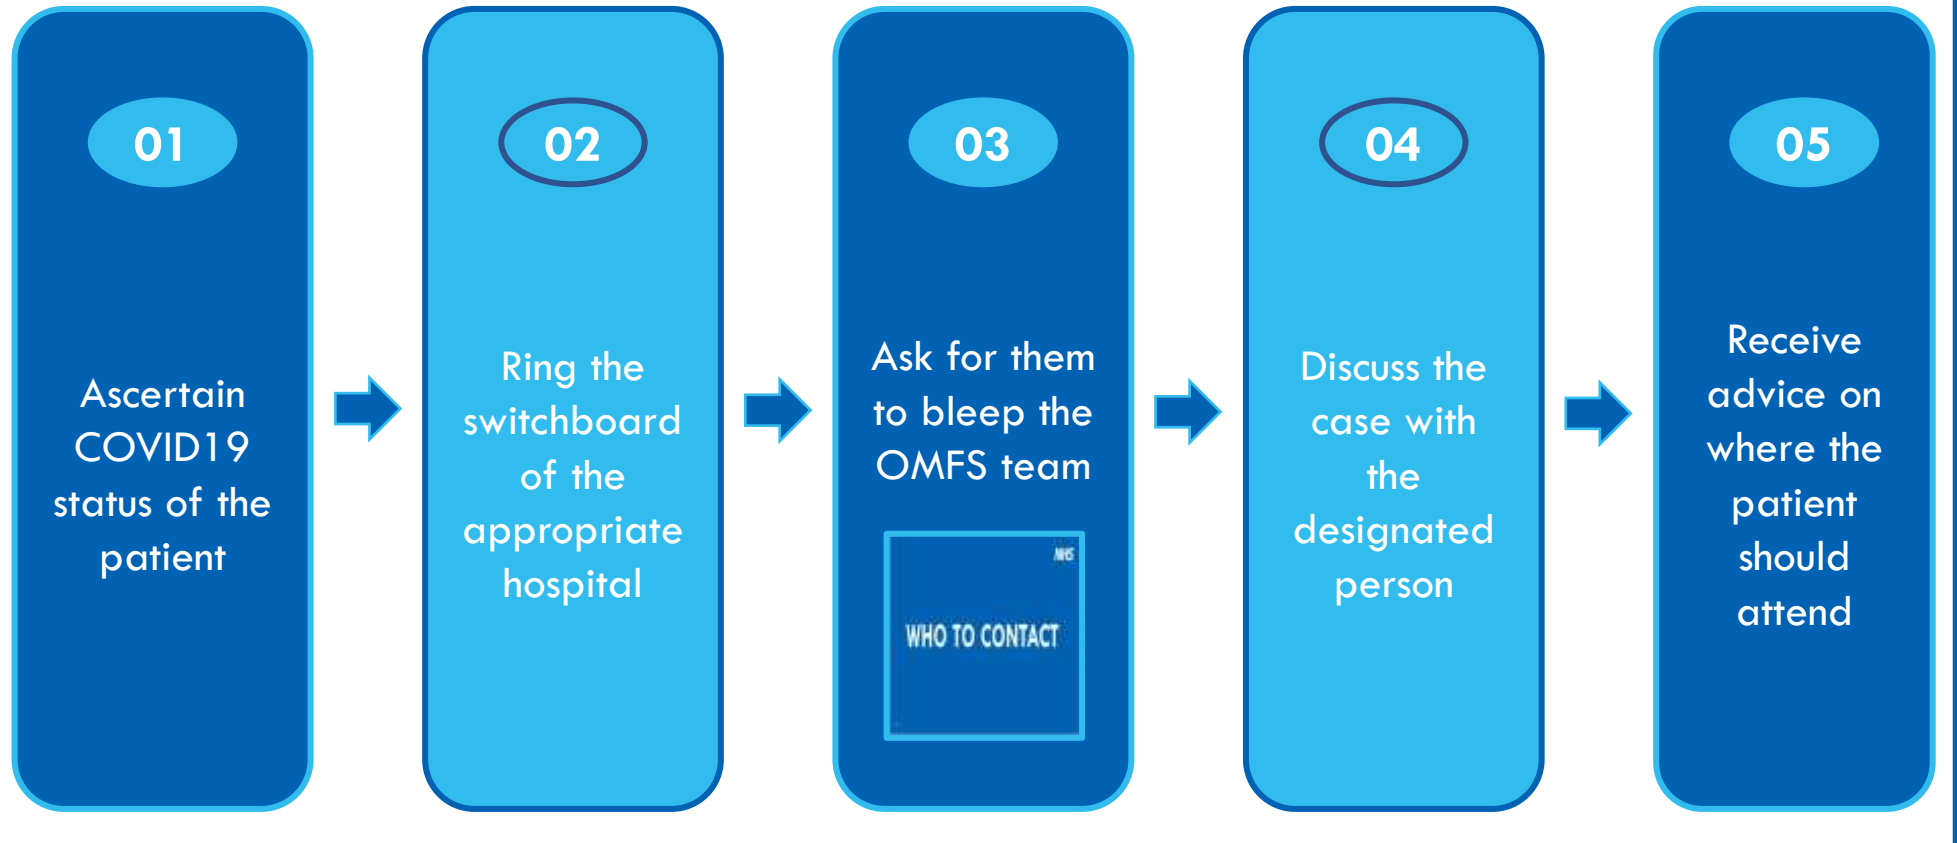 01
Ascertain
COVID19
status of the
patient
02
Ring the
switchboard
of the
appropriate
hospital
03
Ask for them
to bleep the
OMFS team
NHS
WHO TO CONTACT
04
Discuss the
case with
the
designated
person
05
Receive
advice on
where the
patient
should
attend